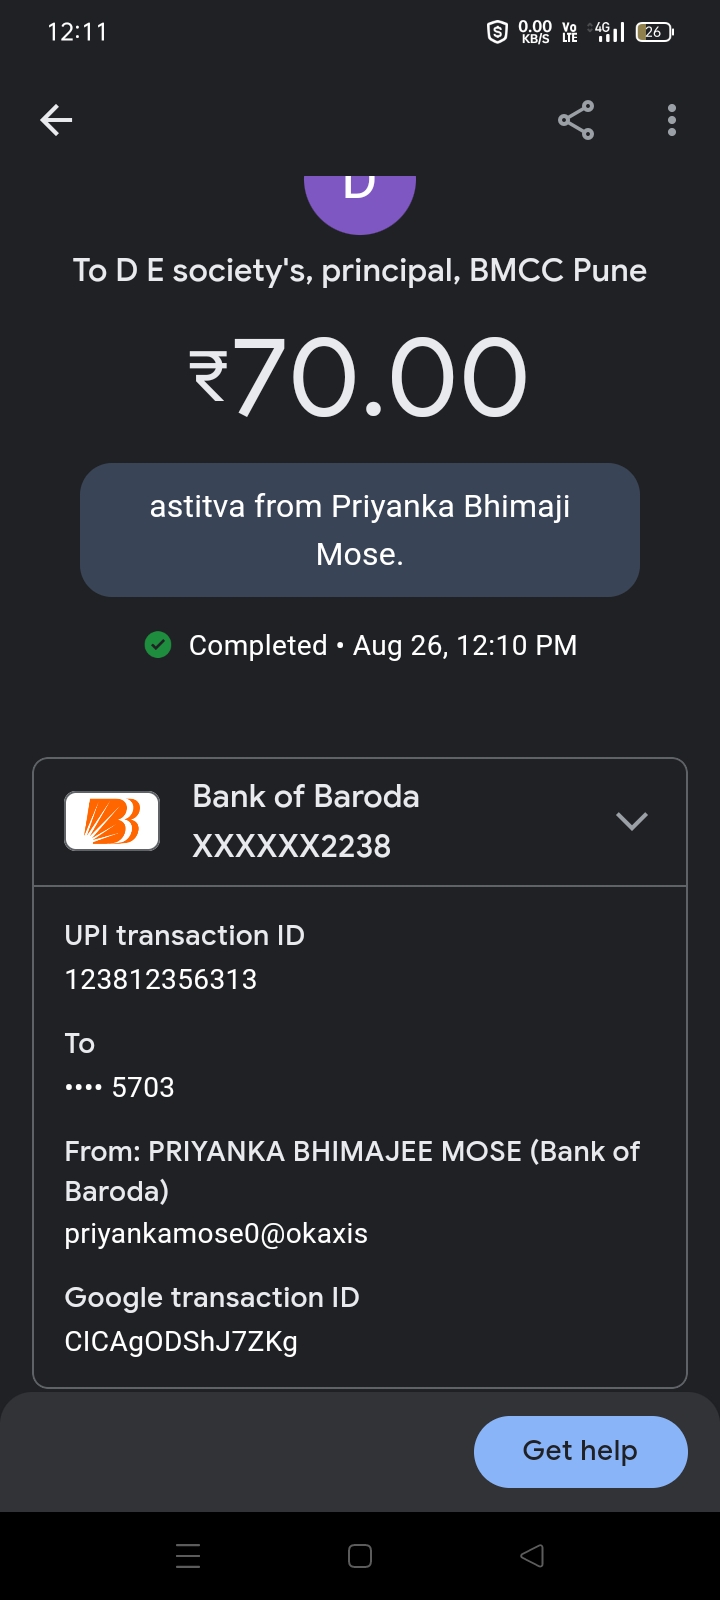 12:11
0.00
KB/S
Vo
LTE
4G
26
D
To D E society's, principal, BMCC Pune
₹70.00
astitva from Priyanka Bhimaji
Mose.
Completed • Aug 26, 12:10 PM
Bank of Baroda
XXXXXX2238
UPI transaction ID
123812356313
To
•••• 5703
From: PRIYANKA BHIMAJEE MOSE (Bank of
Baroda)
priyankamose0@okaxis
Google transaction ID
CICAgODShJ7ZKg
Get help